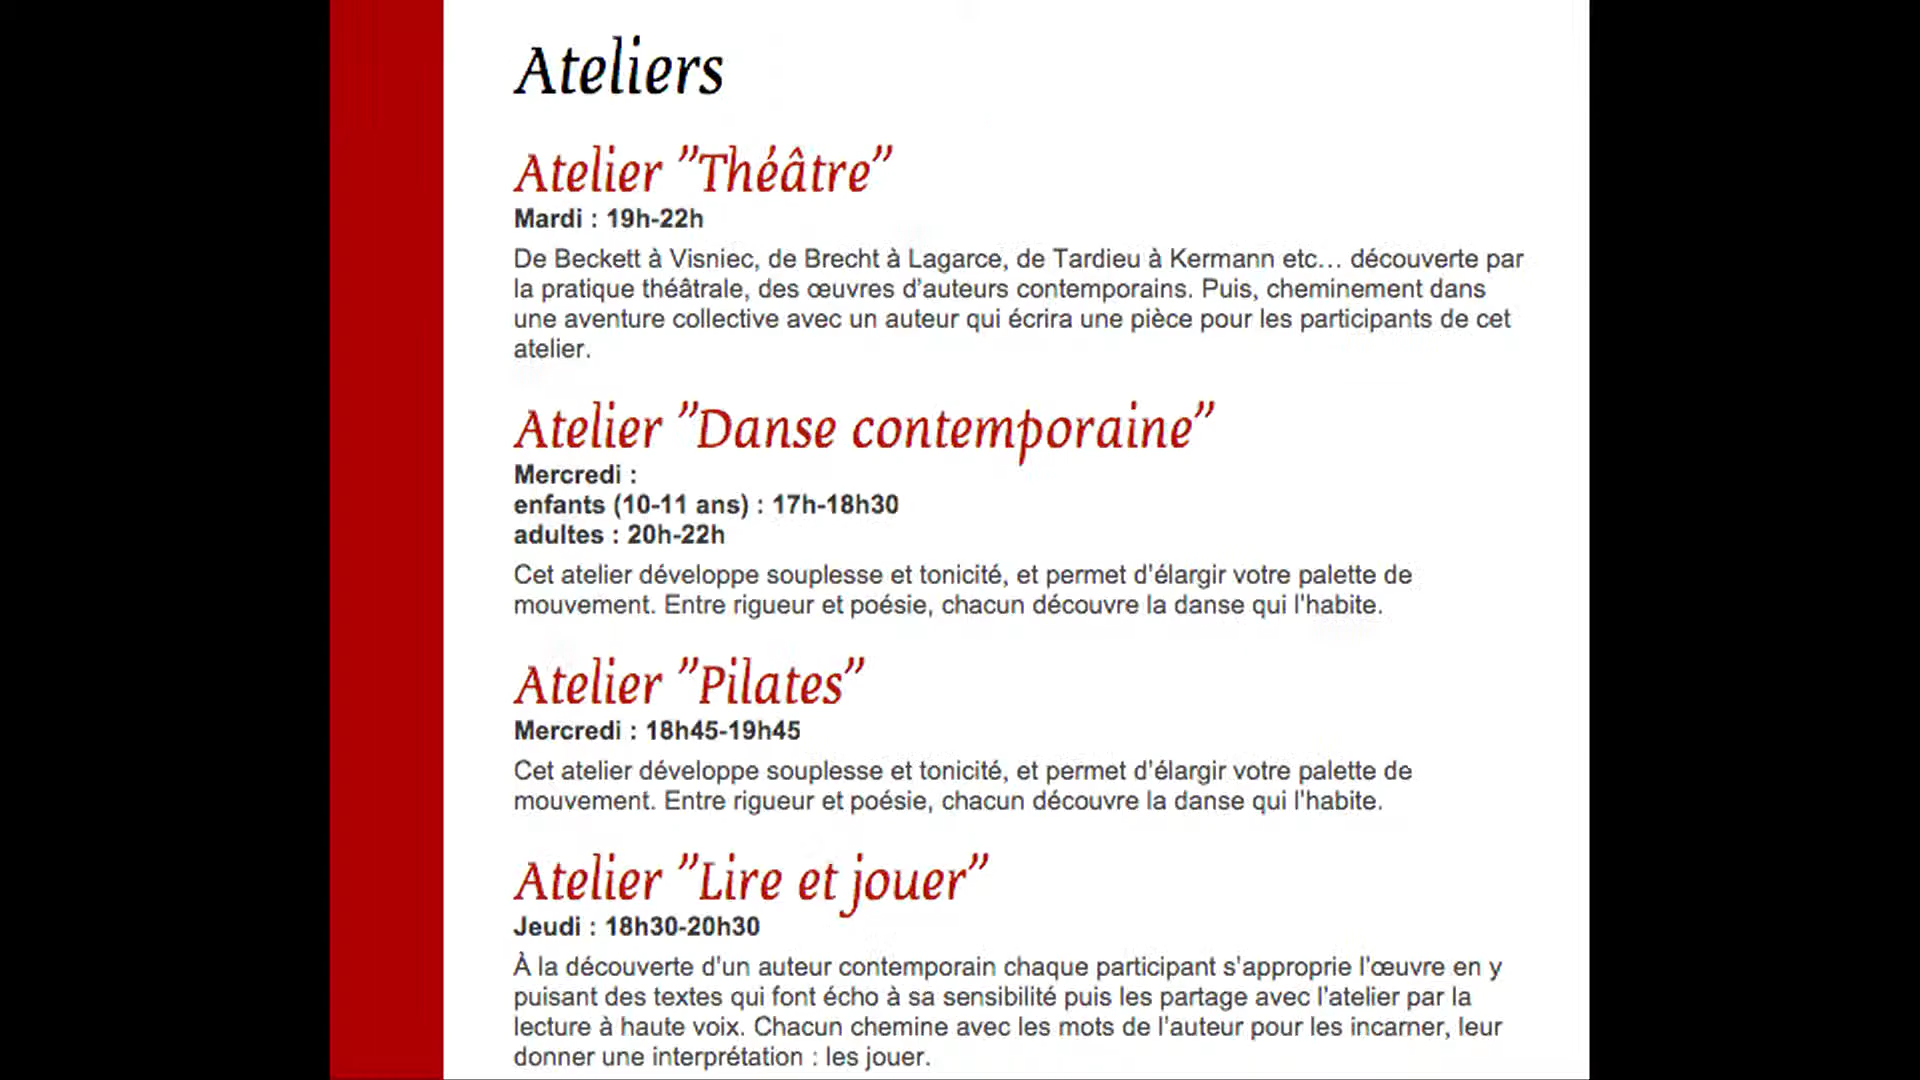 Ateliers
Atelier "Théâtre"
Mardi : 19h-22h
De Beckett à Visniec, de Brecht à Lagarce, de Tardieu à Kermann etc… découverte par
la pratique théâtrale, des œuvres d’auteurs contemporains. Puis, cheminement dans
une aventure collective avec un auteur qui écrira une pièce pour les participants de cet
atelier.
Atelier "Danse contemporaine"
Mercredi :
enfants (10-11 ans) : 17h-18h30
adultes : 20h-22h
Cet atelier développe souplesse et tonicité, et permet d'élargir votre palette de
mouvement. Entre rigueur et poésie, chacun découvre la danse qui l'habite.
Atelier "Pilates"
Mercredi : 18h45-19h45
Cet atelier développe souplesse et tonicité, et permet d'élargir votre palette de
mouvement. Entre rigueur et poésie, chacun découvre la danse qui l'habite.
Atelier "Lire et jouer"
Jeudi : 18h30-20h30
À la découverte d'un auteur contemporain chaque participant s'approprie l'œuvre en y
puisant des textes qui font écho à sa sensibilité puis les partage avec l'atelier par la
lecture à haute voix. Chacun chemine avec les mots de l'auteur pour les incarner, leur
donner une interprétation : les jouer.